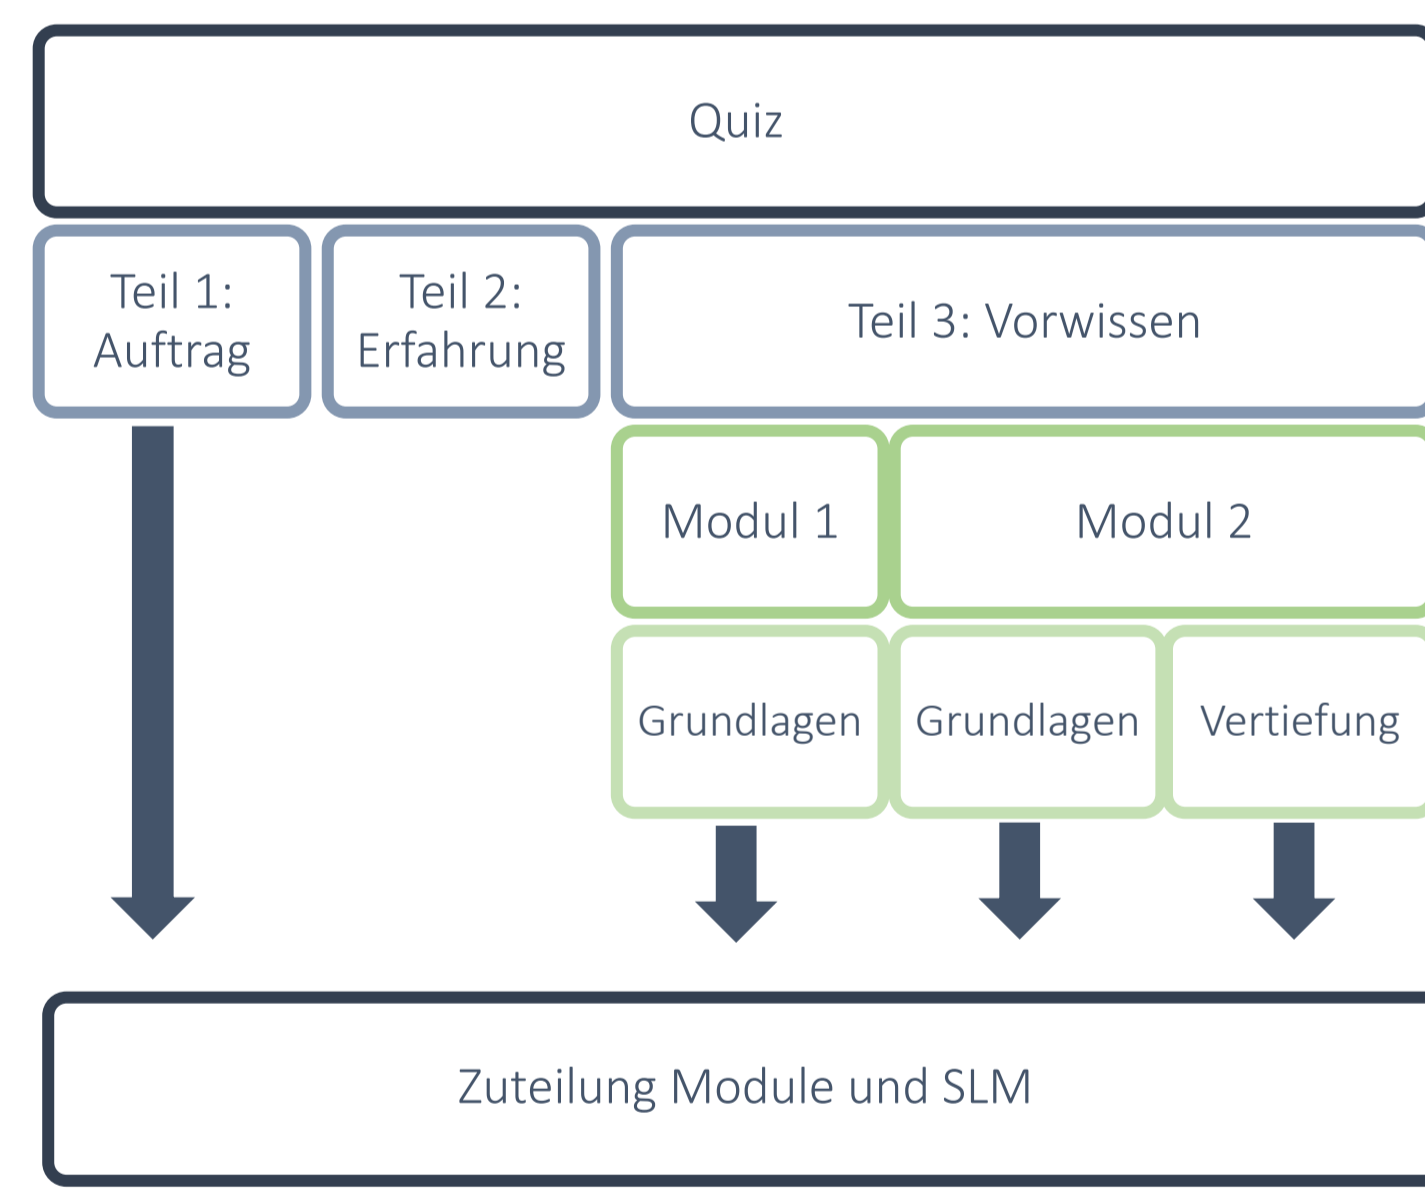 Quiz
Teil 1:
Auftrag
Teil 2:
Erfahrung
Teil 3: Vorwissen
Modul 1
Modul 2
Grundlagen
Grundlagen
Vertiefung
Zuteilung Module und SLM